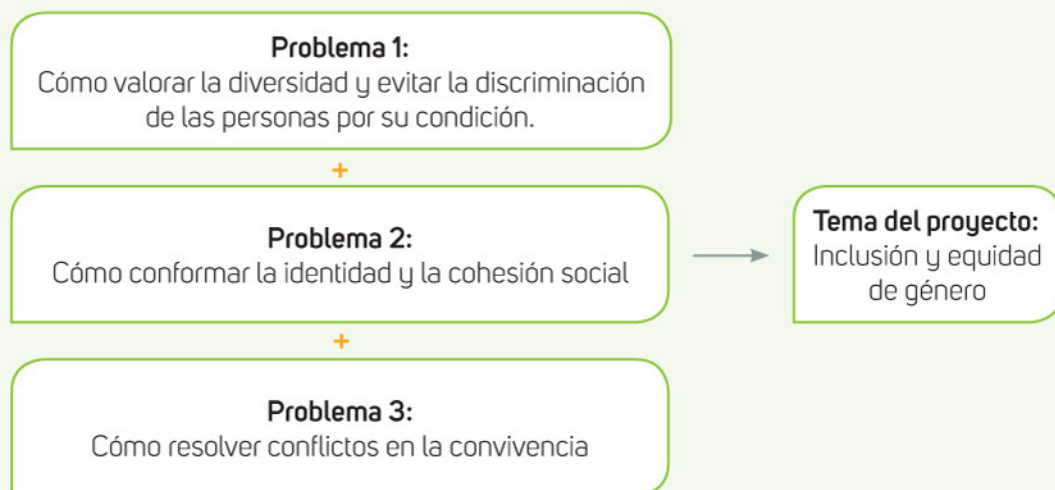 Problema 1:
Cómo valorar la diversidad y evitar la discriminación
de las personas por su condición.
+
Problema 2:
Cómo conformar la identidad y la cohesión social
+
Problema 3:
Cómo resolver conflictos en la convivencia
Tema del proyecto:
Inclusión y equidad
de género